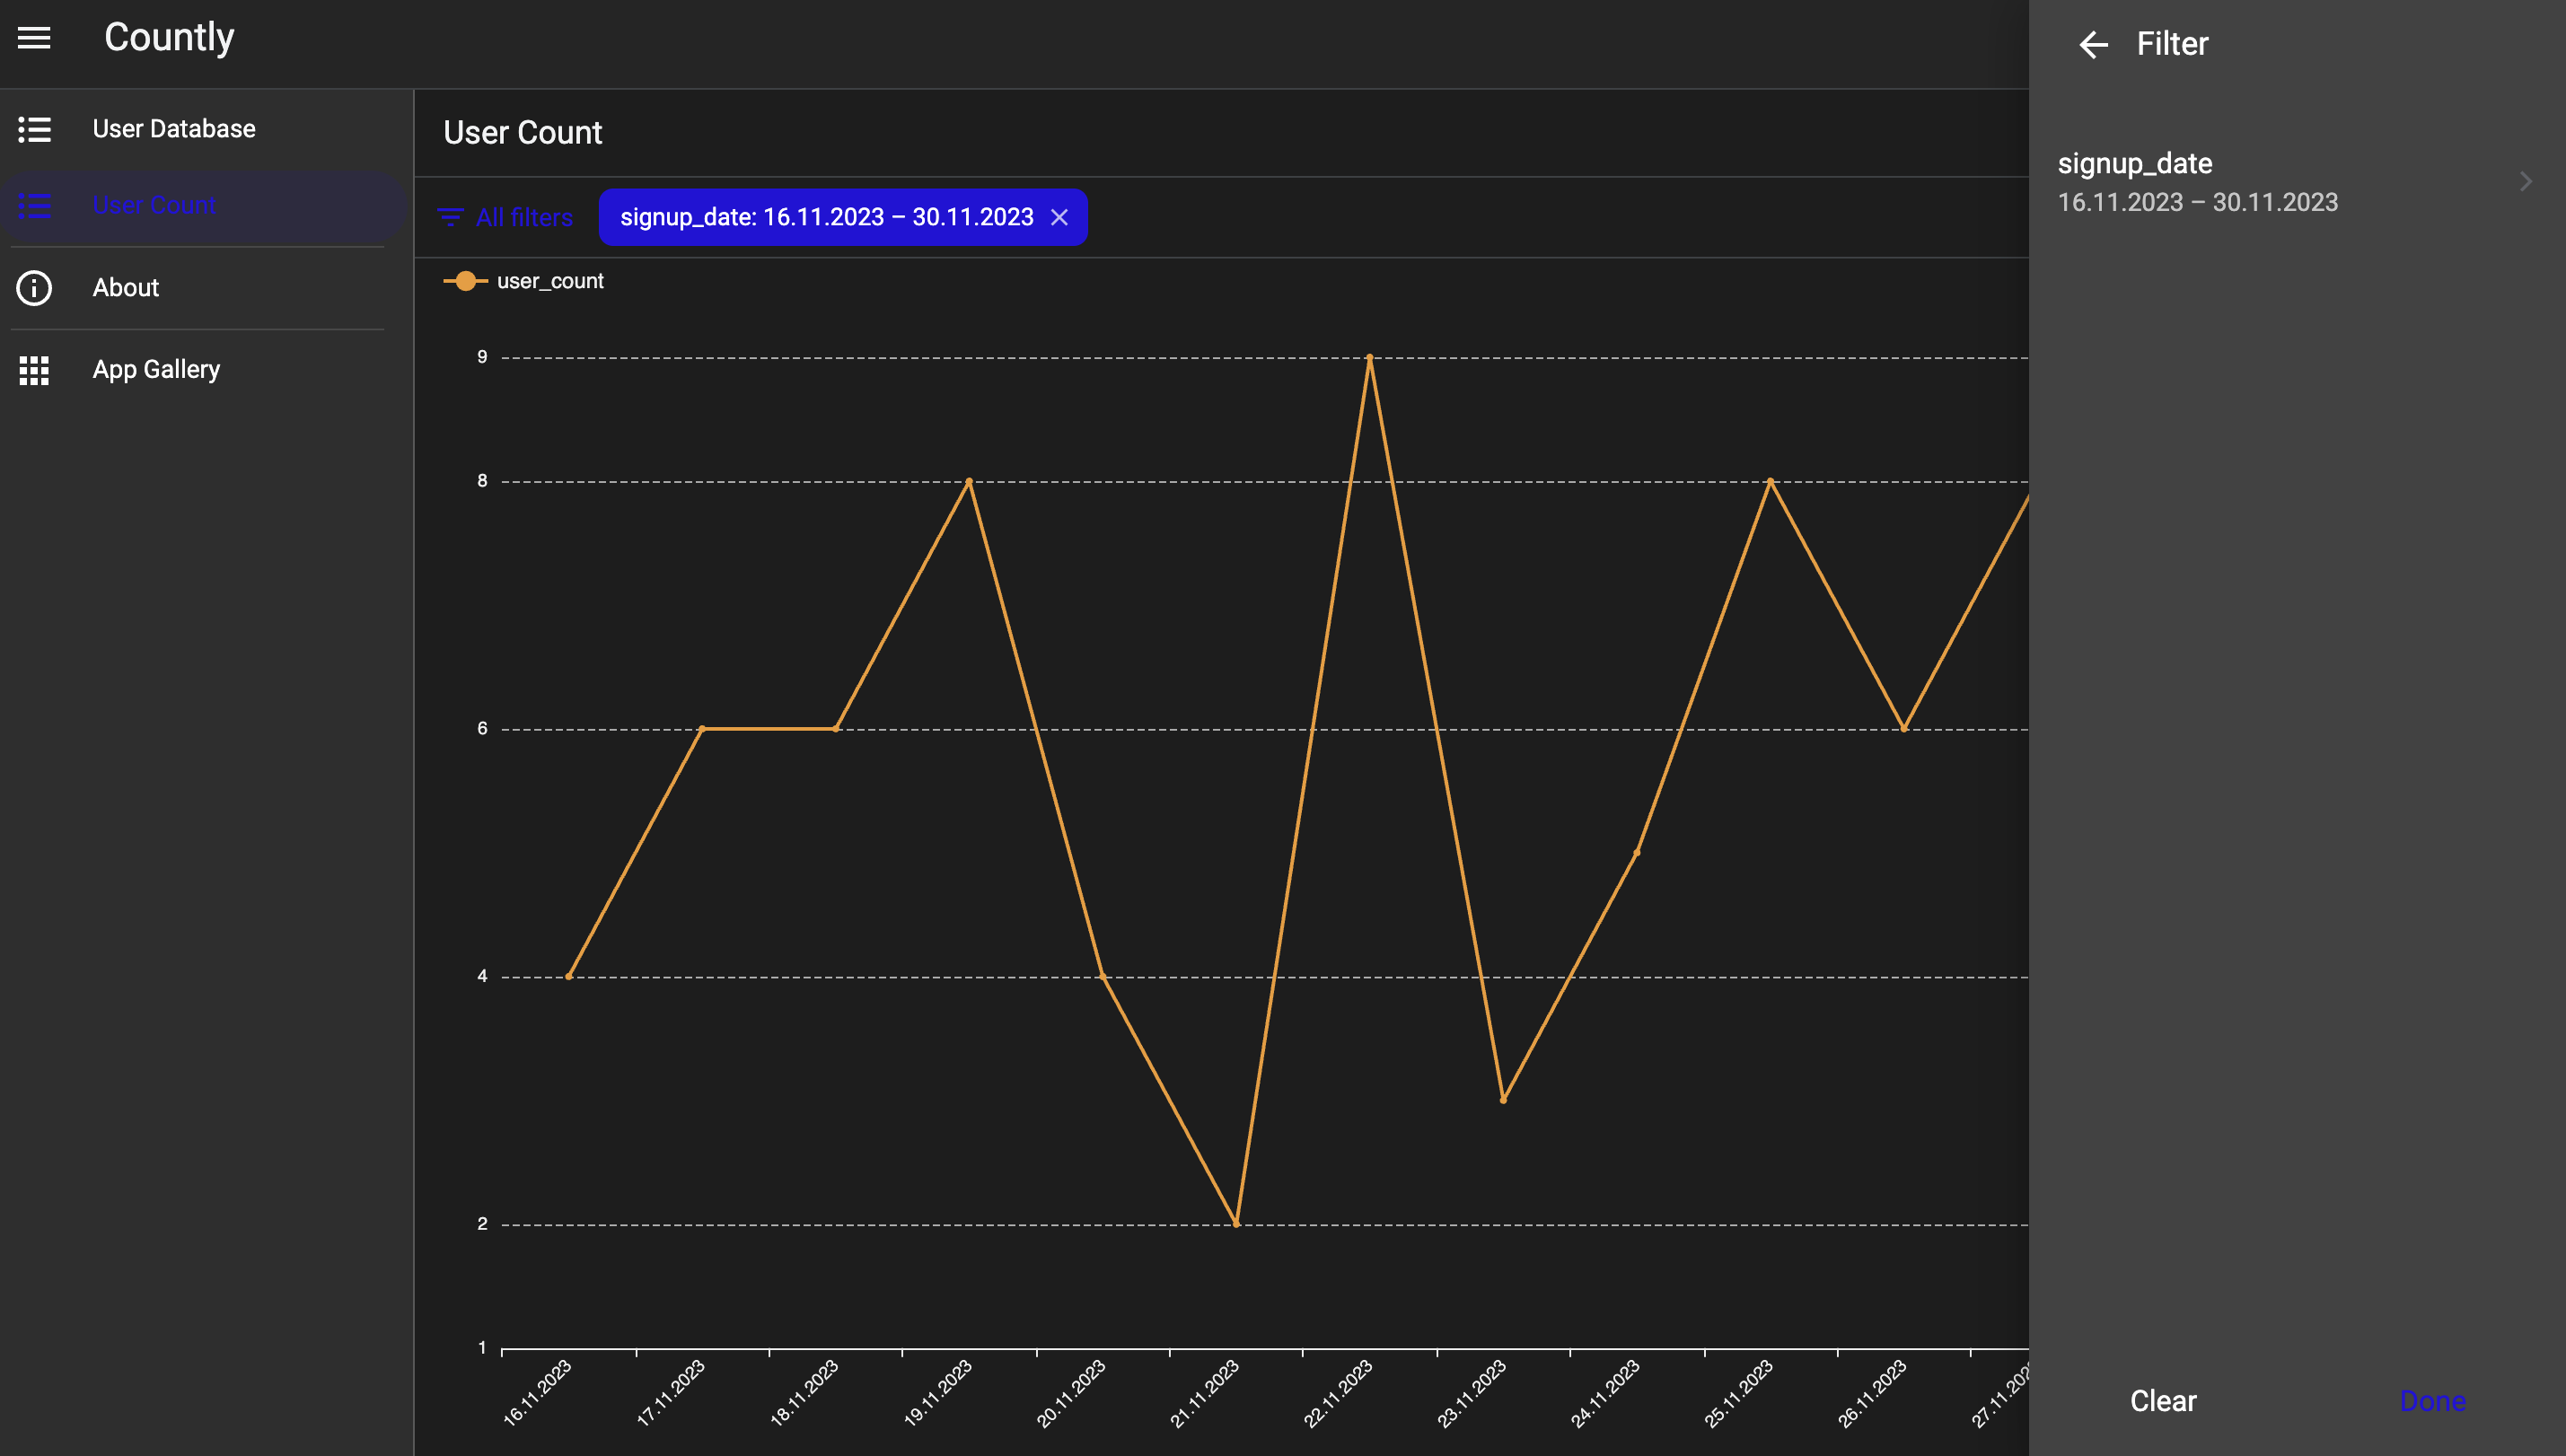 Countly
User Database
User Count
About
App Gallery
User Count
All filters
signup_date: 16.11.2023 – 30.11.2023
user_count
9
8
6
4
2
1
16.11.2023
17.11.2023
18.11.2023
19.11.2023
20.11.2023
21.11.2023
22.11.2023
23.11.2023
24.11.2023
25.11.2023
26.11.2023
27.11.202
Filter
signup_date
16.11.2023 – 30.11.2023
Clear
Done